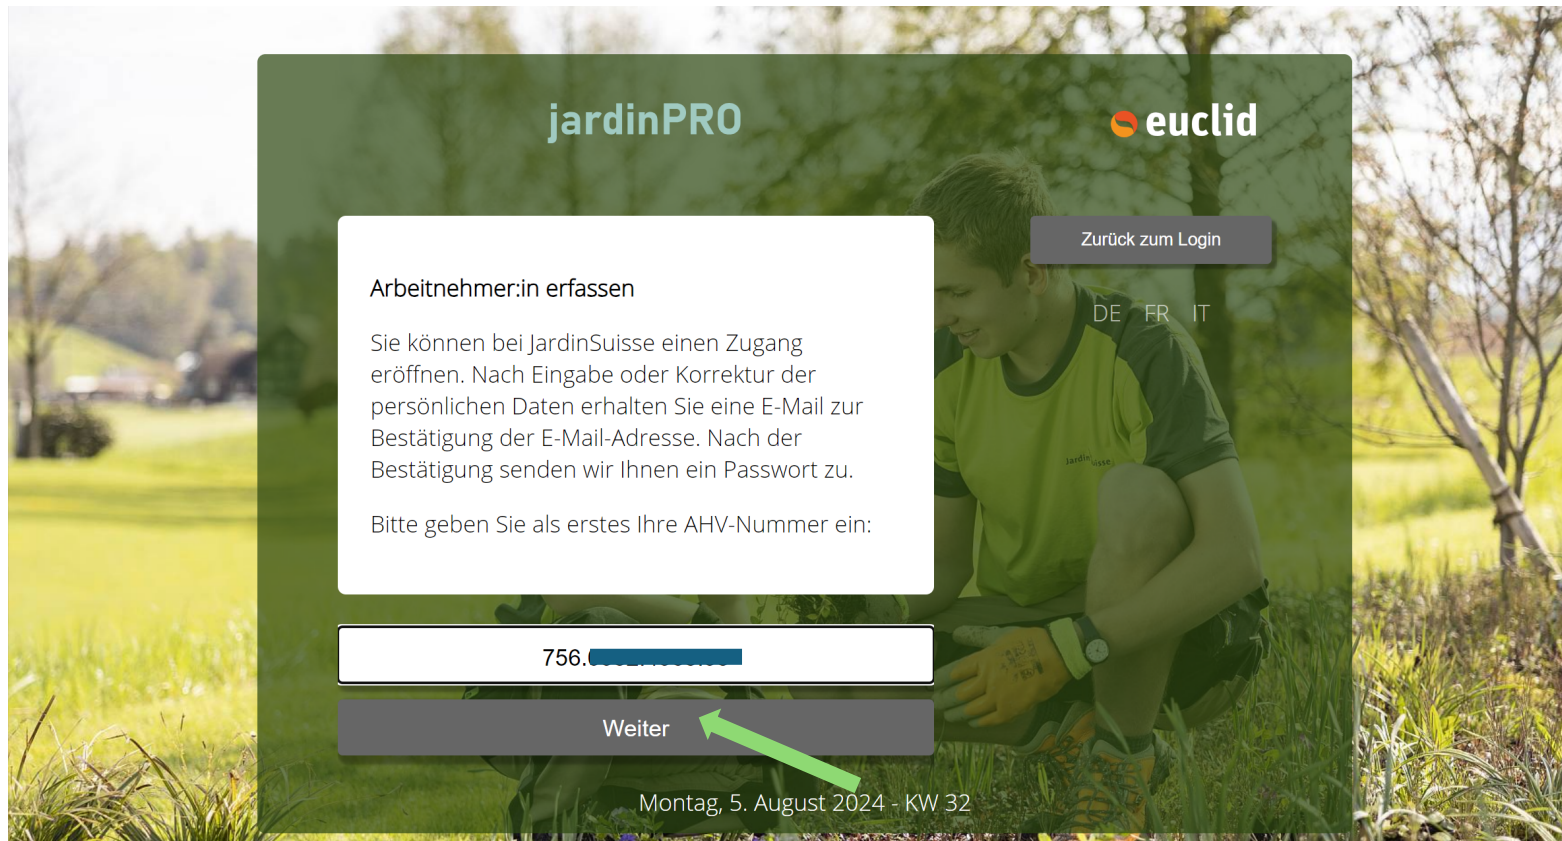 jardinPRO
euclid
Zurück zum Login
DE FR IT
Arbeitnehmer:in erfassen
Sie können bei JardinSuisse einen Zugang
eröffnen. Nach Eingabe oder Korrektur der
persönlichen Daten erhalten Sie eine E-Mail zur
Bestätigung der E-Mail-Adresse. Nach der
Bestätigung senden wir Ihnen ein Passwort zu.
Bitte geben Sie als erstes Ihre AHV-Nummer ein:
JardinSuisse
756.
Weiter
Montag, 5. August 2024 - KW 32